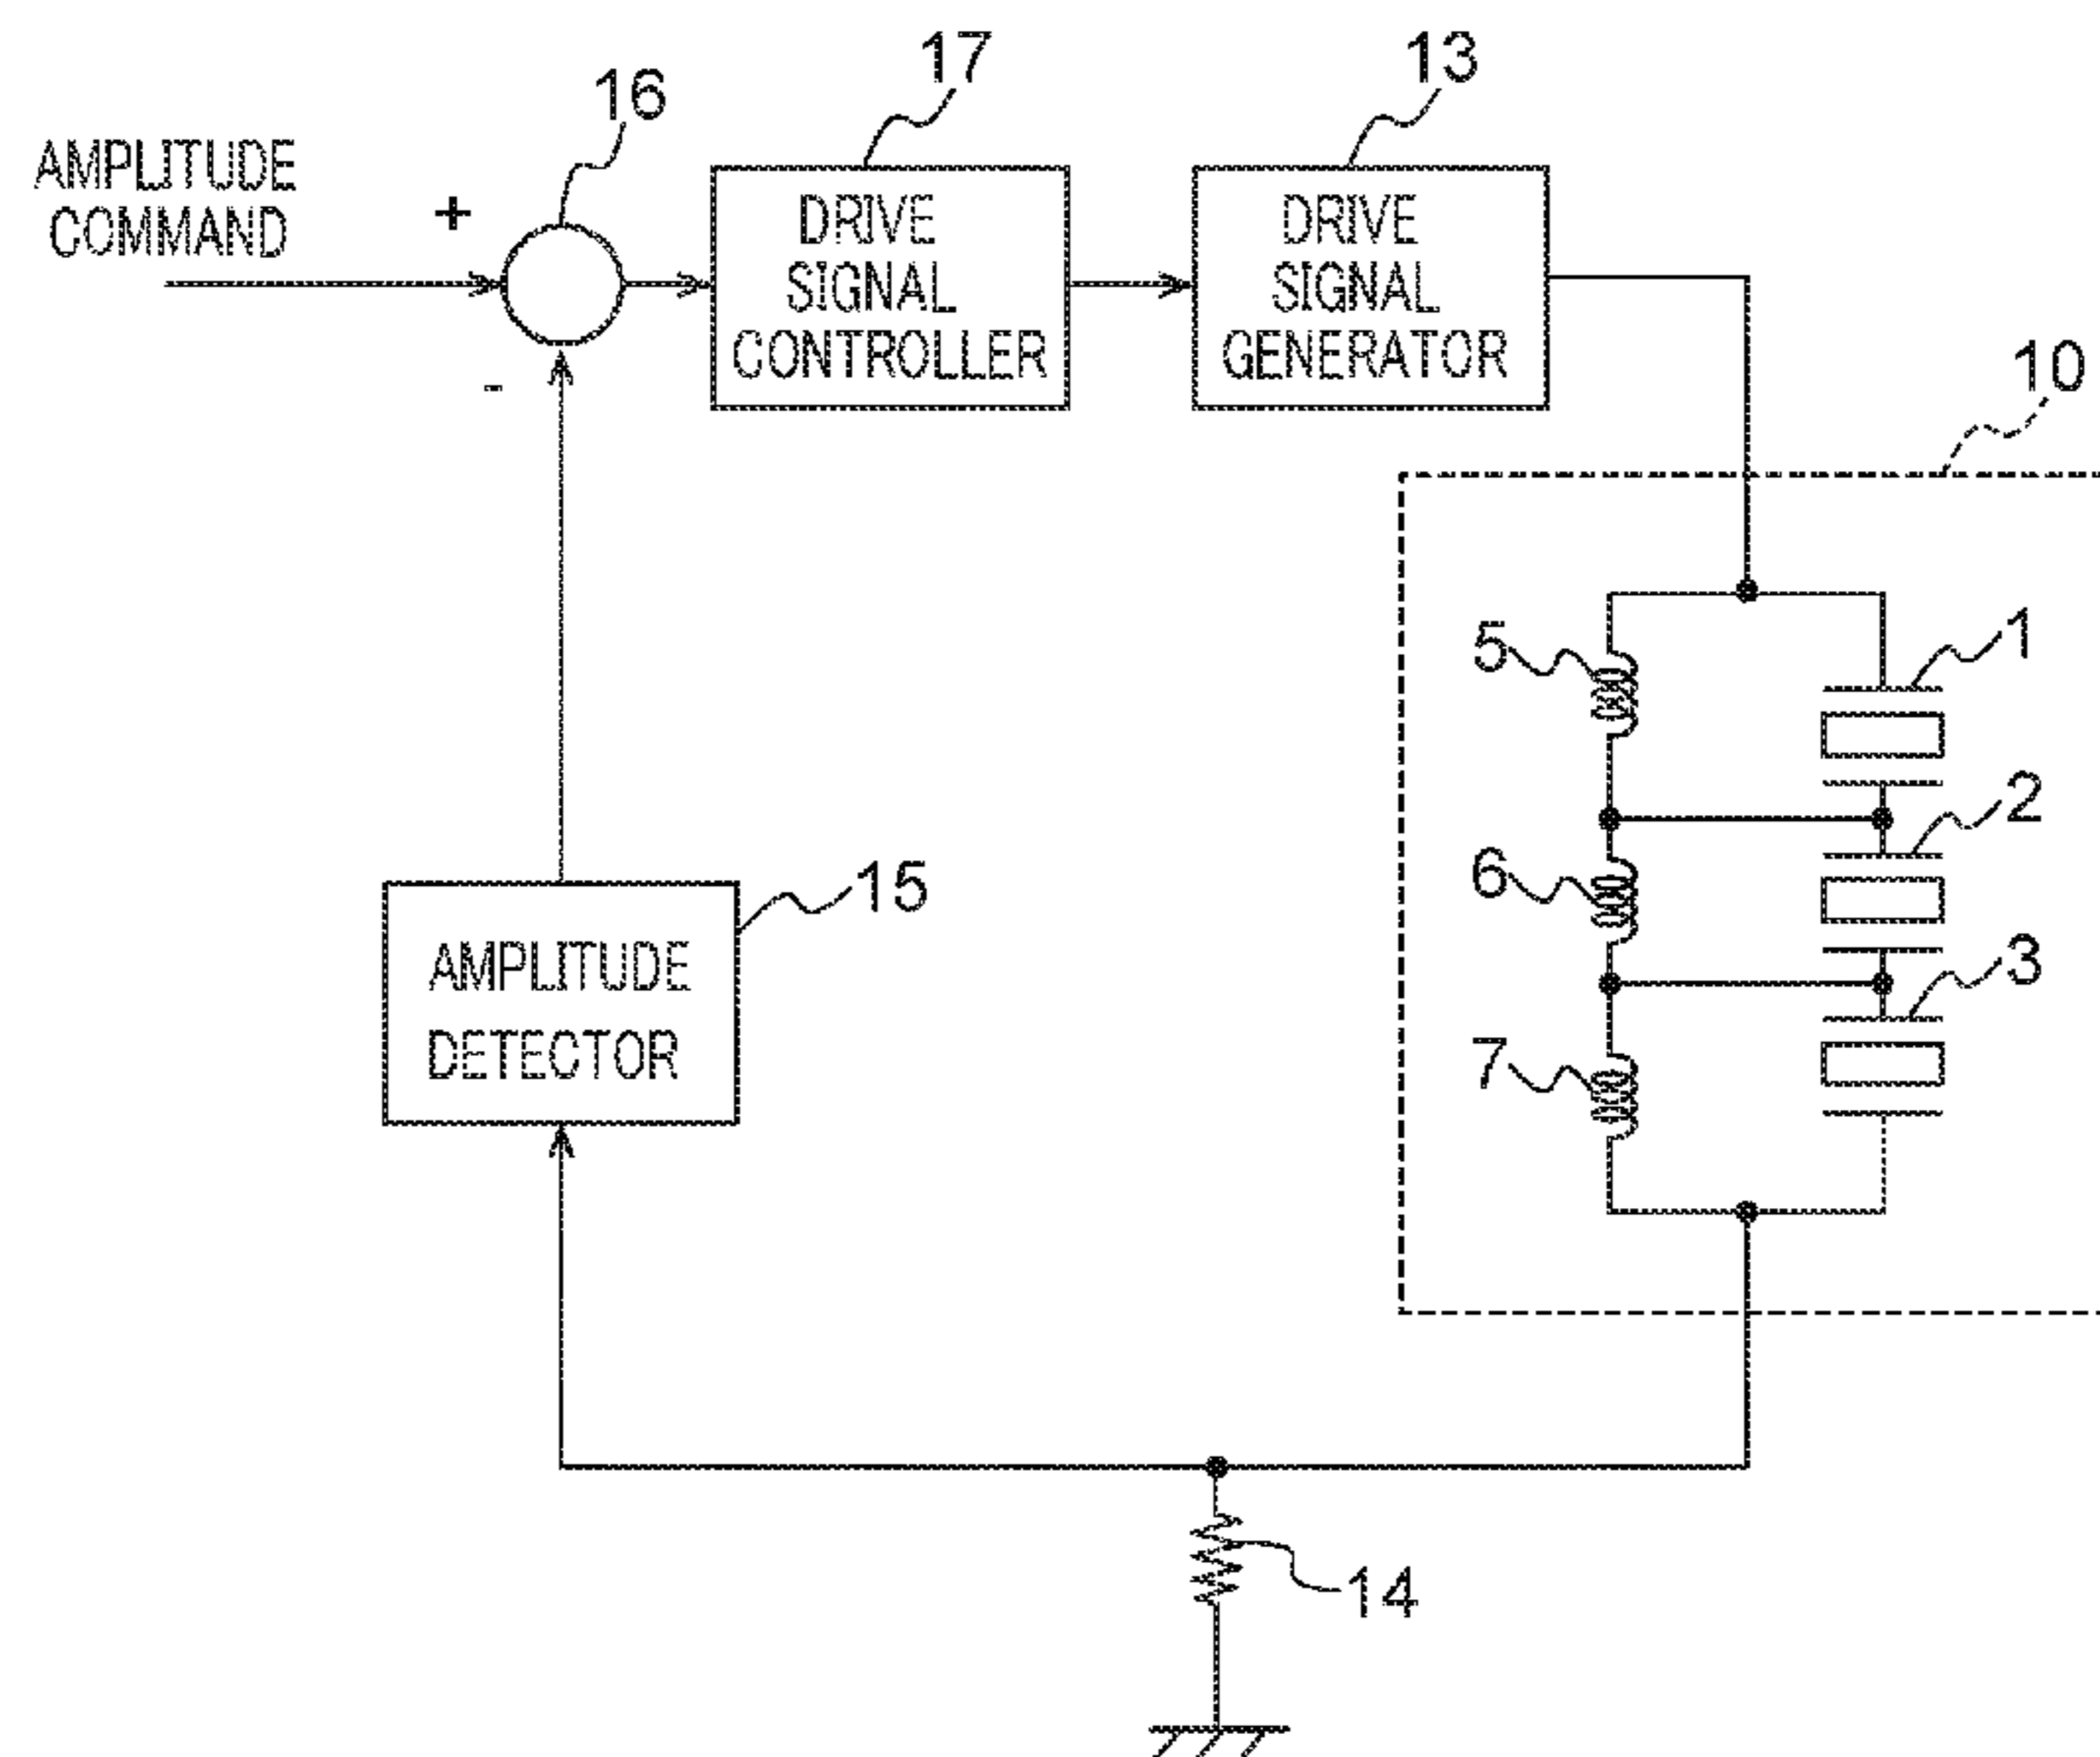 17
13
16
AMPLITUDE
COMMAND
+
-
DRIVE
SIGNAL
CONTROLLER
DRIVE
SIGNAL
GENERATOR
10
5
1
2
6
3
7
15
AMPLITUDE
DETECTOR
14